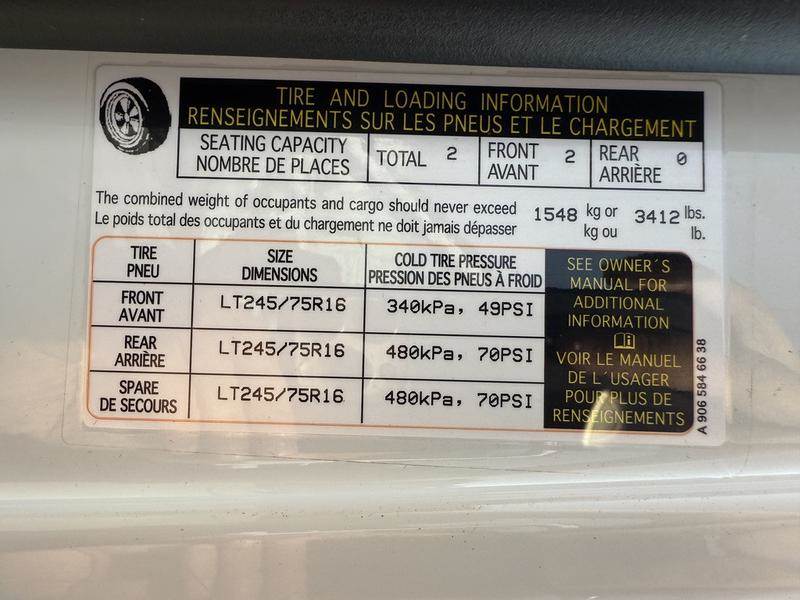 TIRE AND LOADING INFORMATION
RENSEIGNEMENTS SUR LES PNEUS ET LE CHARGEMENT
SEATING CAPACITY
NOMBRE DE PLACES
TOTAL 2
FRONT
AVANT
2
REAR
ARRIÈRE
0
The combined weight of occupants and cargo should never exceed
Le poids total des occupants et du chargement ne doit jamais dépasser
1548 kg or 3412 lbs.
kg ou lb.
TIRE
PNEU
SIZE
DIMENSIONS
COLD TIRE PRESSURE
PRESSION DES PNEUS À FROID
FRONT
AVANT
LT245/75R16
340kPa, 49PSI
REAR
ARRIÈRE
LT245/75R16
480kPa, 70PSI
SPARE
DE SECOURS
LT245/75R16
480kPa, 70PSI
SEE OWNER´S
MANUAL FOR
ADDITIONAL
INFORMATION
VOIR LE MANUEL
DE L´USAGER
POUR PLUS DE
RENSEIGNEMENTS
A 906 584 66 38